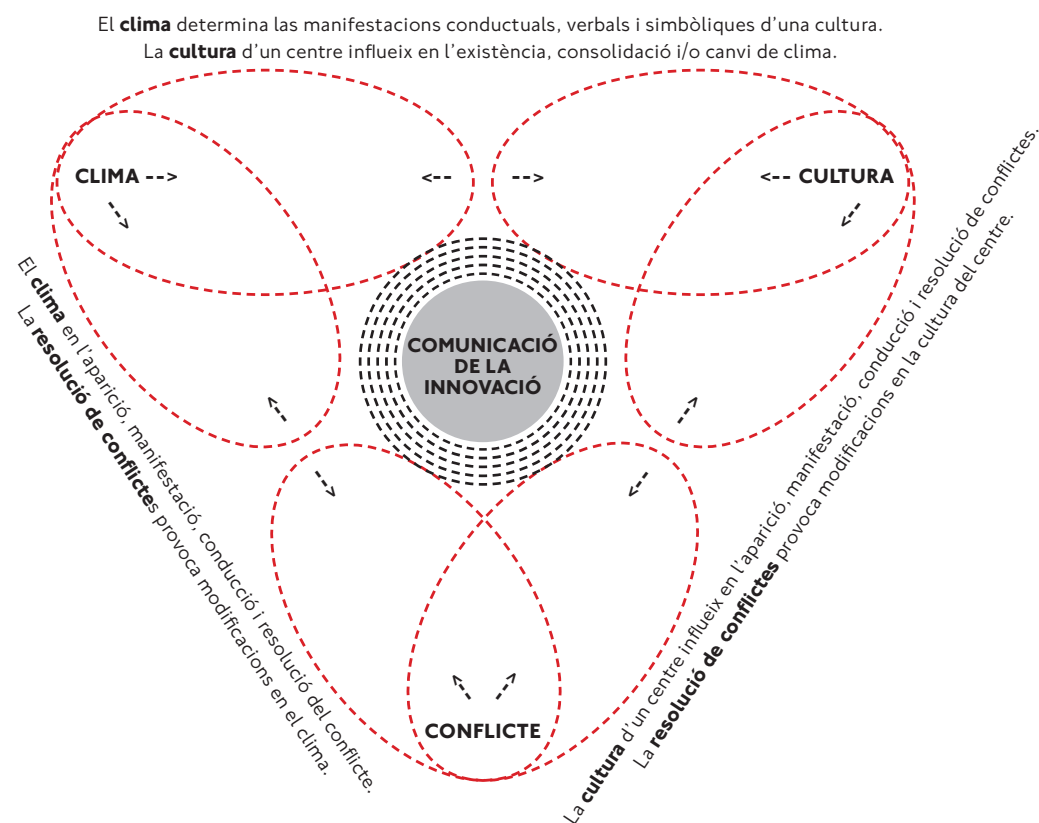 El clima determina las manifestacions conductuals, verbals i simbòliques d’una cultura.
La cultura d’un centre influeix en l’existència, consolidació i/o canvi de clima.
CLIMA
CULTURA
COMUNICACIÓ
DE LA
INNOVACIÓ
CONFLICTE
El clima en l’aparició, manifestació, conducció i resolució del conflicte.
La resolució de conflictes provoca modificacions en el clima.
La cultura d’un centre influeix en l’aparició, manifestació, conducció i resolució de conflictes.
La resolució de conflictes provoca modificacions en la cultura del centre.